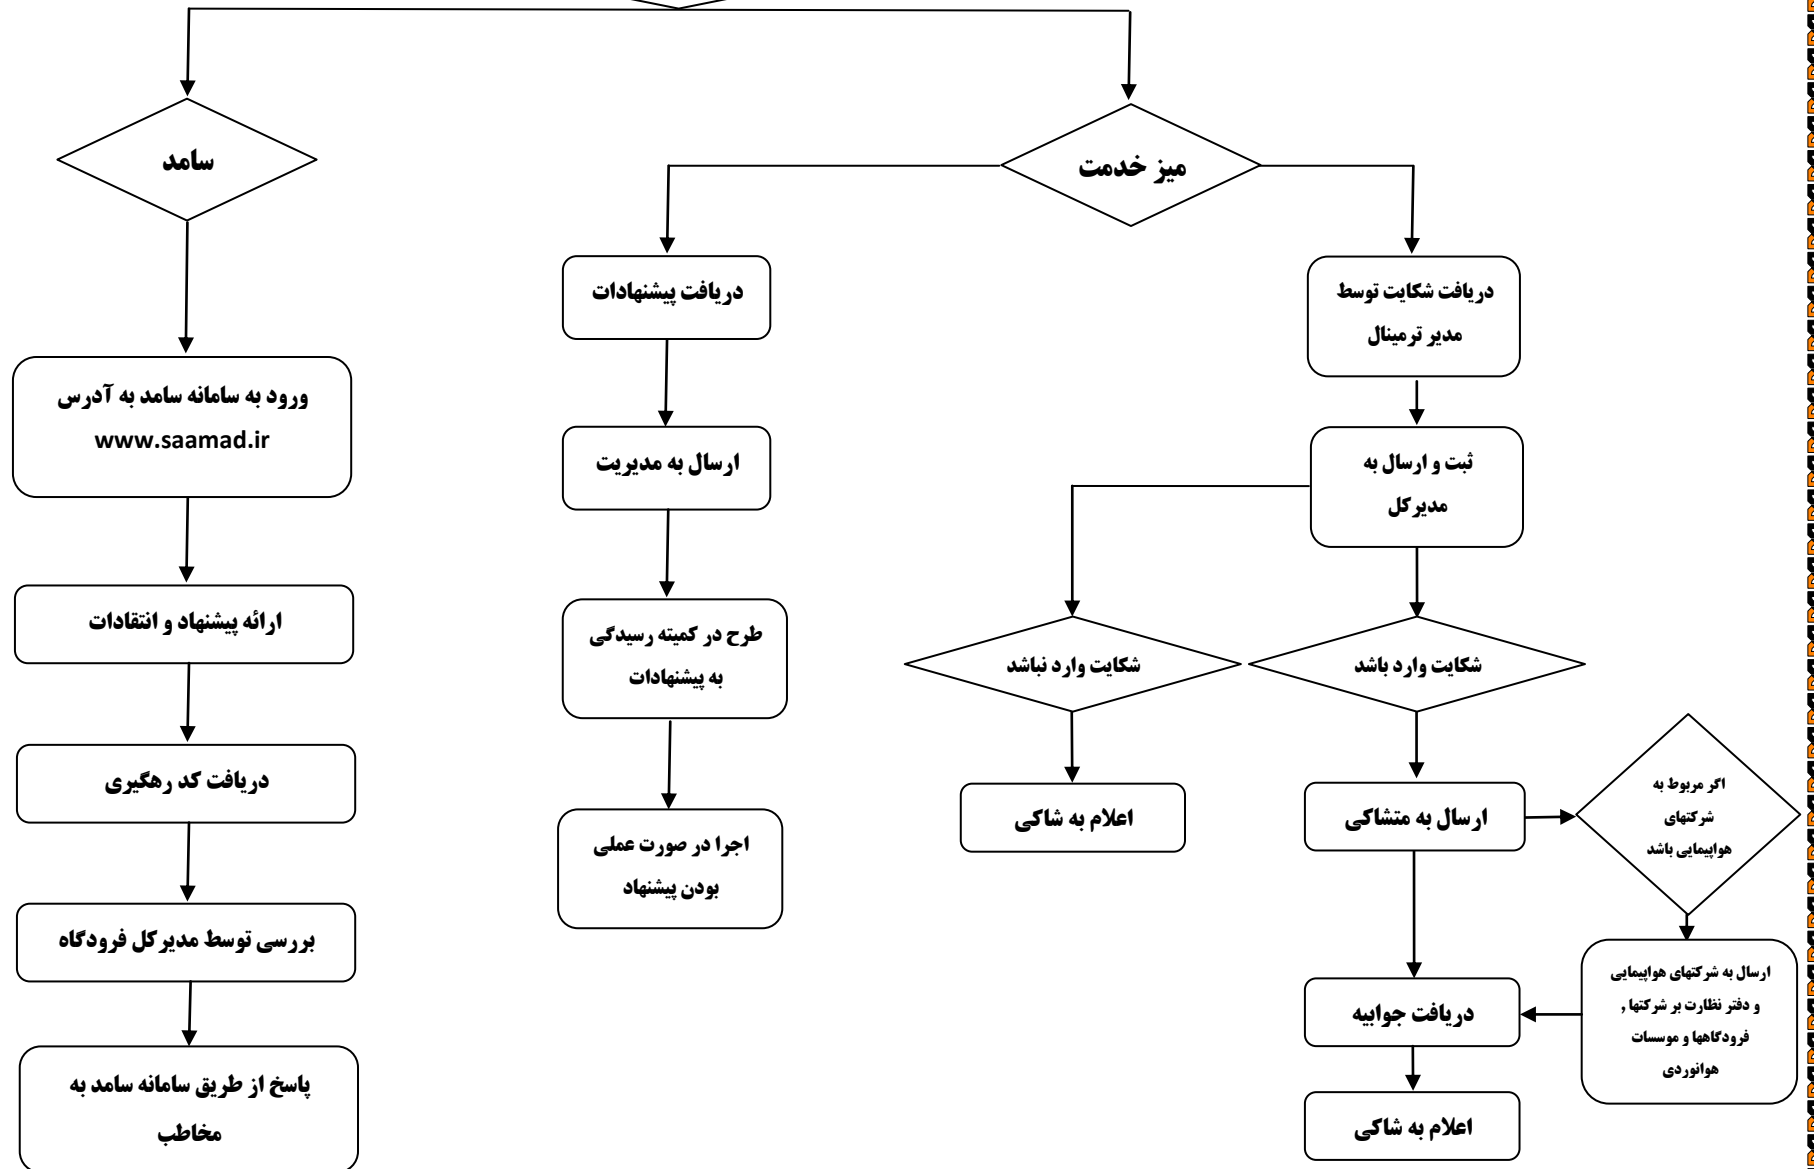 سامد
میز خدمت
دریافت شکایت توسط
مدیر ترمینال
دریافت پیشنهادات
ورود به سامانه سامد به آدرس
www.saamad.ir
ثبت و ارسال به
مدیرکل
ارسال به مدیریت
ارائه پیشنهاد و انتقادات
طرح در کمیته رسیدگی
به پیشنهادات
شکایت وارد باشد
شکایت وارد نباشد
دریافت کد رهگیری
اجرا در صورت عملی
بودن پیشنهاد
اعلام به شاکی
ارسال به متشاکی
اگر مربوط به
شرکتهای
هواپیمایی باشد
بررسی توسط مدیرکل فرودگاه
ارسال به شرکتهای هواپیمایی
و دفتر نظارت بر شرکتها ,
فرودگاهها و موسسات
هوانوردی
دریافت جوابیه
پاسخ از طریق سامانه سامد به
مخاطب
اعلام به شاکی